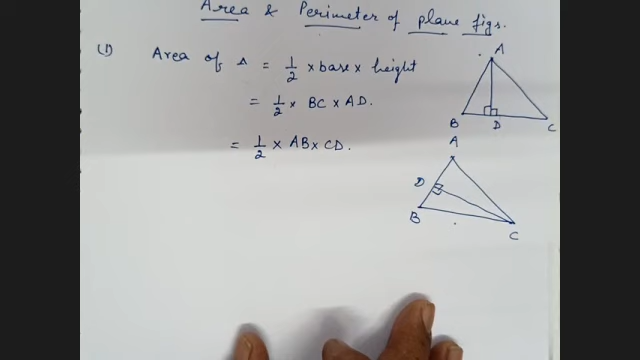 Area & Perimeter of plane figs.
(1) Area of Δ = 1/2 × base × height
= 1/2 × BC × AD.
= 1/2 × AB × CD.
A
B D C
A
D
B
C